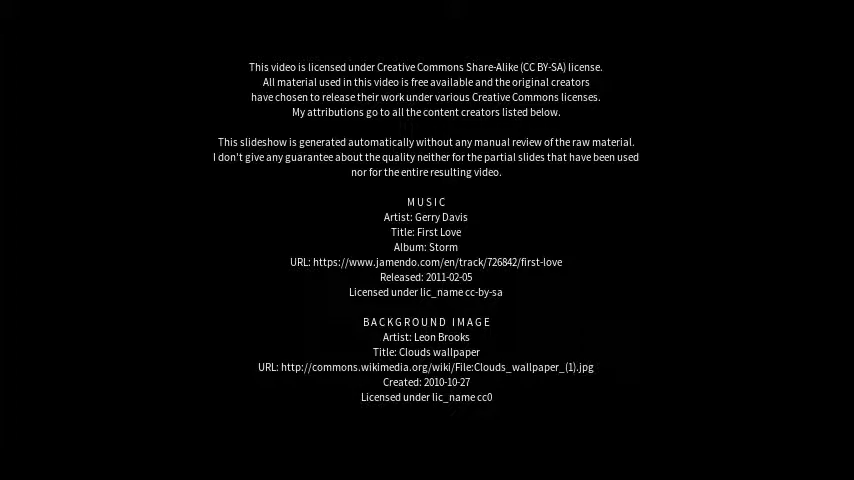 This video is licensed under Creative Commons Share-Alike (CC BY-SA) license.
All material used in this video is free available and the original creators
have chosen to release their work under various Creative Commons licenses.
My attributions go to all the content creators listed below.
This slideshow is generated automatically without any manual review of the raw material.
I don't give any guarantee about the quality neither for the partial slides that have been used
nor for the entire resulting video.
MUSIC
Artist: Gerry Davis
Title: First Love
Album: Storm
URL: https://www.jamendo.com/en/track/726842/first-love
Released: 2011-02-05
Licensed under lic_name cc-by-sa
BACKGROUND IMAGE
Artist: Leon Brooks
Title: Clouds wallpaper
URL: http://commons.wikimedia.org/wiki/File:Clouds_wallpaper_(1).jpg
Created: 2010-10-27
Licensed under lic_name cc0